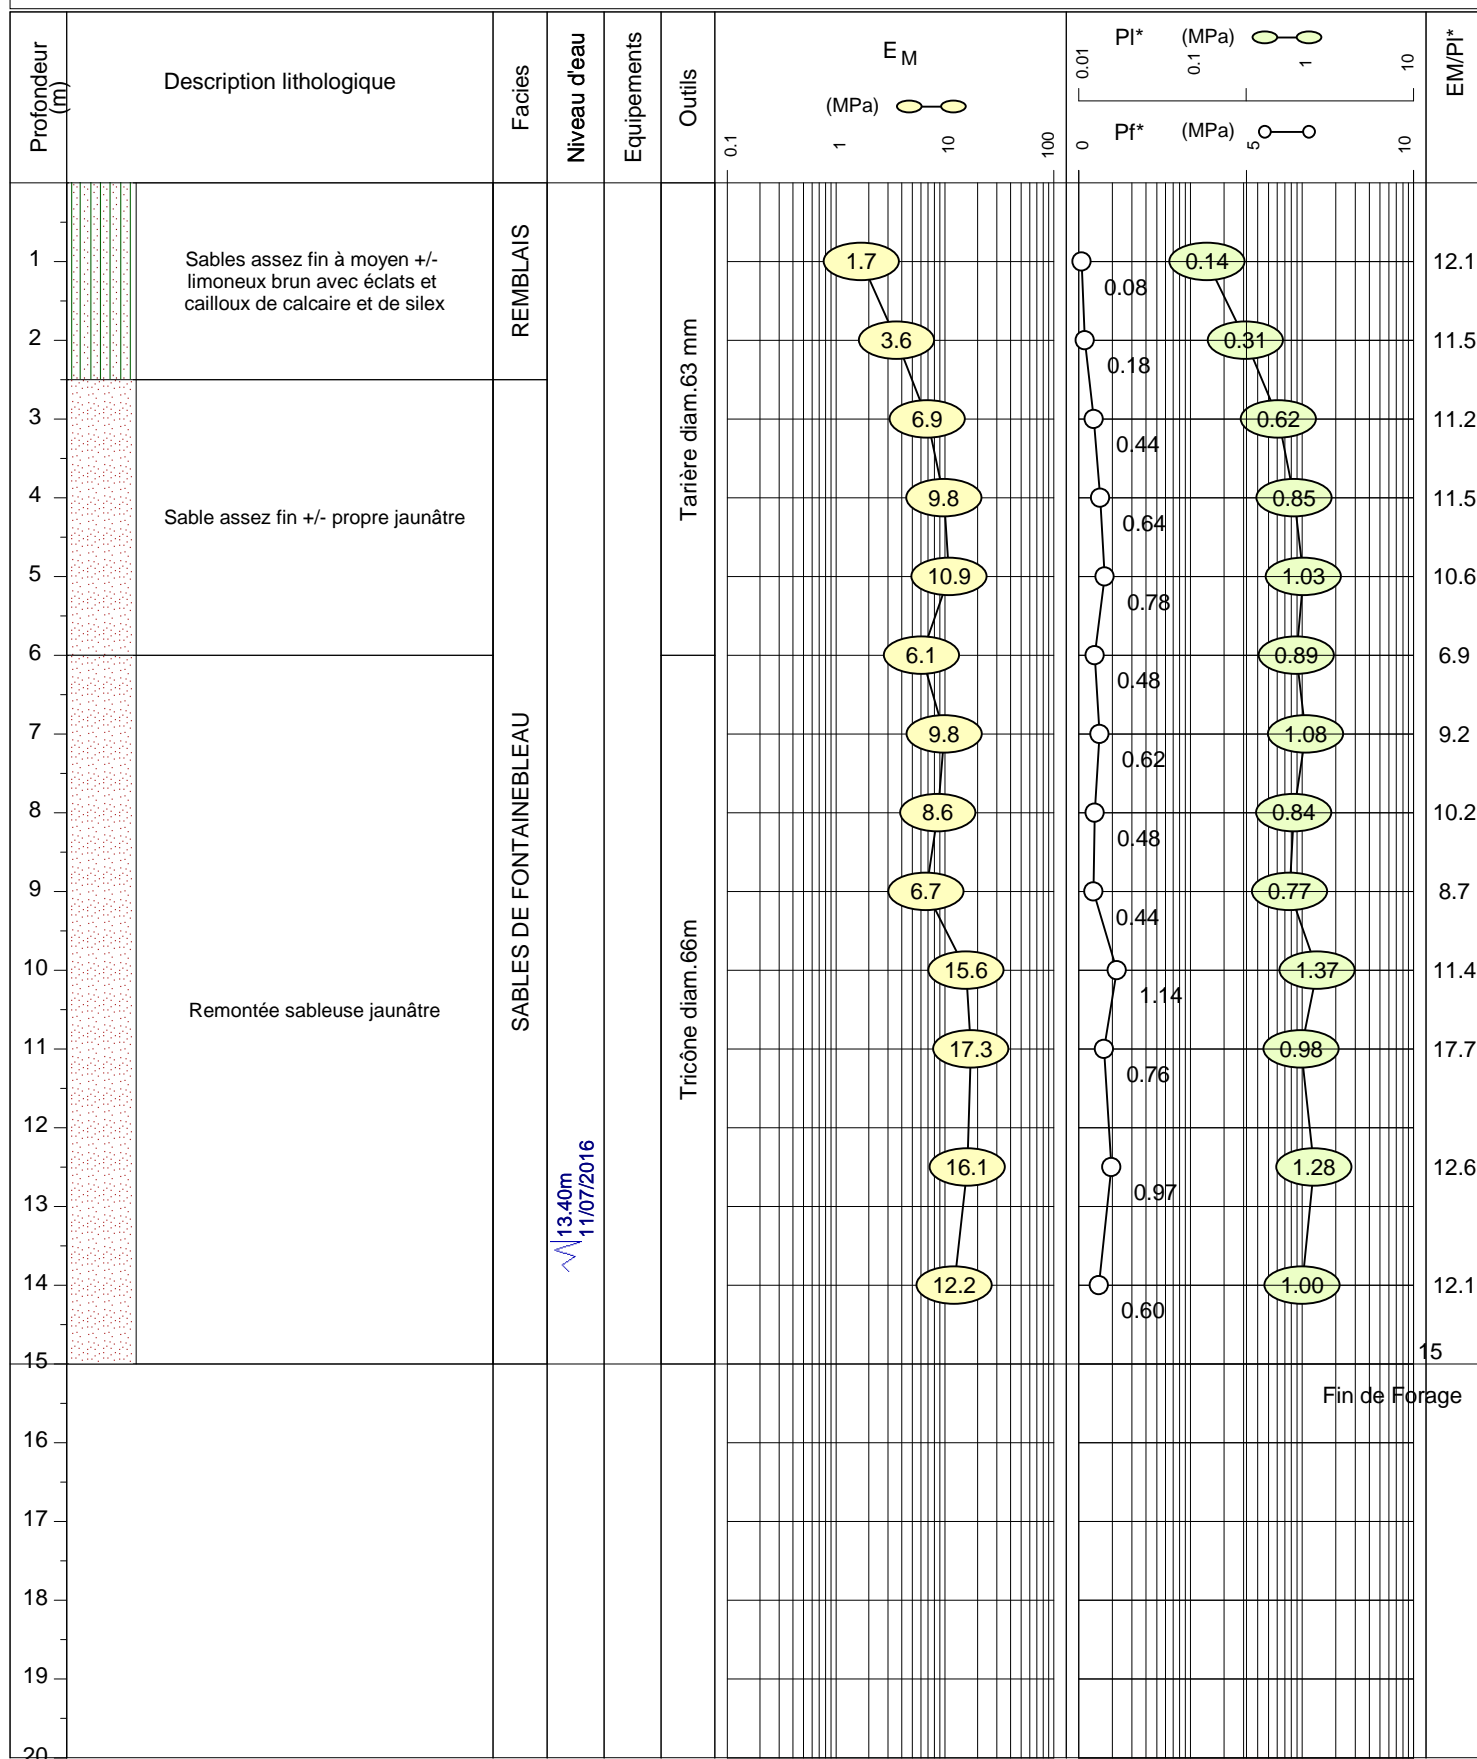 Profondeur
(m)
Description lithologique
Facies
Niveau d'eau
Equipements
Outils
EM
(MPa)
0.1
1
10
100
Pl* (MPa)
0.01
0.1
1
10
Pf* (MPa)
0
5
10
EM/Pl*
Sables assez fin à moyen +/-
limoneux brun avec éclats et
cailloux de calcaire et de silex
REMBLAIS
Sable assez fin +/- propre jaunâtre
Remontée sableuse jaunâtre
SABLES DE FONTAINEBLEAU
13.40m
11/07/2016
Tarière diam.63 mm
Tricône diam.66m
1 1.7 0.08 0.14 12.1
2 3.6 0.18 0.31 11.5
3 6.9 0.44 0.62 11.2
4 9.8 0.64 0.85 11.5
5 10.9 0.78 1.03 10.6
6 6.1 0.48 0.89 6.9
7 9.8 0.62 1.08 9.2
8 8.6 0.48 0.84 10.2
9 6.7 0.44 0.77 8.7
10 15.6 1.14 1.37 11.4
11 17.3 0.76 0.98 17.7
12
16.1 0.97 1.28 12.6
13
14 12.2 0.60 1.00 12.1
15 15
Fin de Forage
16
17
18
19
20